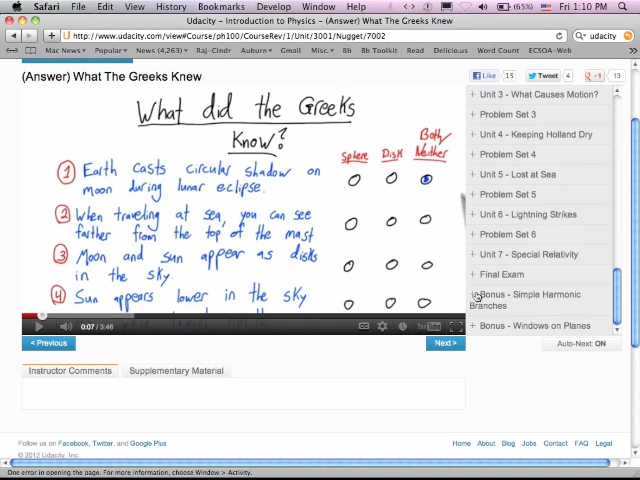 Safari File Edit View History Bookmarks Develop Window Help (65%) Fri 1:10 PM
Udacity - Introduction to Physics - (Answer) What The Greeks Knew
http://www.udacity.com/view#Course/ph100/CourseRev/1/Unit/3001/Nugget/7002
udacity
Mac News Popular News (4,263) Mr.G Torrents Bb Bb Toolkit Read Delicio.us Word Count ECSOA-Web
(Answer) What The Greeks Knew
Like 15 Tweet 4 +1 13
What did the Greeks
Know?
Sphere Disk Both/
Neither
1 Earth casts circular shadow on
moon during lunar eclipse.
2 When traveling at sea, you can see
farther from the top of the mast
3 Moon and sun appear as disks
in the sky.
4 Sun appears lower in the sky
0:07 / 3:46
CC
YouTube
+ Unit 3 - What Causes Motion?
+ Problem Set 3
+ Unit 4 - Keeping Holland Dry
+ Problem Set 4
+ Unit 5 - Lost at Sea
+ Problem Set 5
+ Unit 6 - Lightning Strikes
+ Problem Set 6
+ Unit 7 - Special Relativity
+ Final Exam
Bonus - Simple Harmonic
Branches
+ Bonus - Windows on Planes
< Previous
Next >
Auto-Next: ON
Instructor Comments
Supplementary Material
Follow us on Facebook, Twitter, and Google Plus
Home About Blog Jobs Contact FAQ Legal
© 2012 Udacity, Inc.
One error in opening the page. For more information, choose Window > Activity.